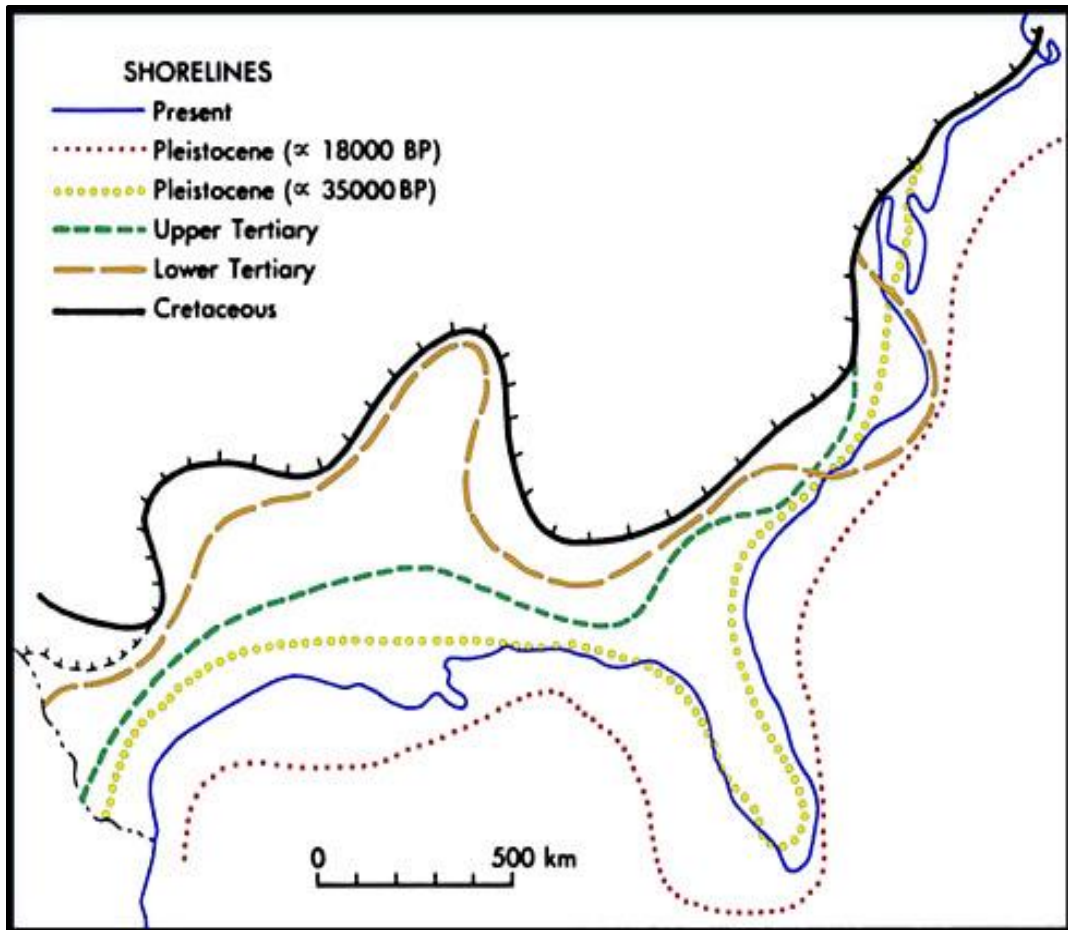 SHORELINES
Present
Pleistocene (∝ 18000 BP)
Pleistocene (∝ 35000 BP)
Upper Tertiary
Lower Tertiary
Cretaceous
0 500 km